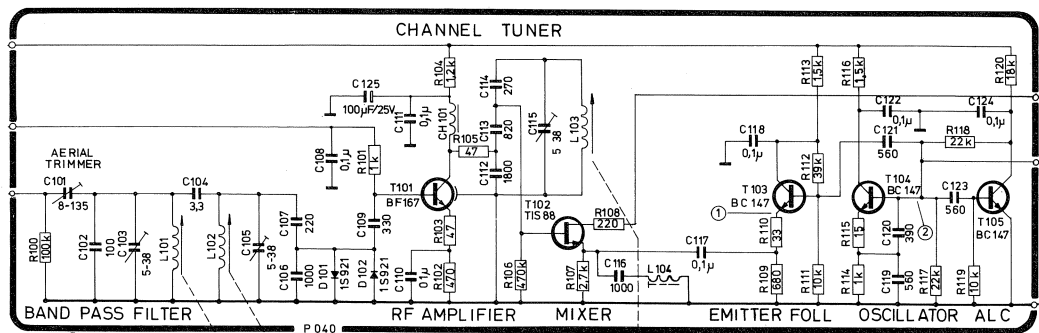 CHANNEL TUNER
R104
1,2k
C114
270
R113
1,5k
R116
1,5k
R120
18k
C125
100µF/25V
C111
0,1µ
CH101
C113
820
C115
5-38
L103
C122
0,1µ
C124
0,1µ
C108
0,1µ
R101
1k
R105
47
C112
1800
C118
0,1µ
R112
39k
C121
560
R118
22k
AERIAL
TRIMMER
C101
8-135
C104
3,3
T101
BF167
T102
TIS88
T103
BC147
T104
BC147
C123
560
T105
BC147
R100
100k
C102
100
C103
5-38
L101
L102
C105
5-38
C107
220
C109
330
R103
47
R108
220
1
R110
33
R115
15
C120
390
2
C106
1000
D101
1S921
D102
1S921
C110
0,1µ
R102
470
R106
470k
R107
2,7k
C116
1000
L104
C117
0,1µ
R109
680
R111
10k
R114
1k
C119
560
R117
22k
R119
10k
BAND PASS FILTER
RF AMPLIFIER
MIXER
EMITTER FOLL
OSCILLATOR
ALC
P040